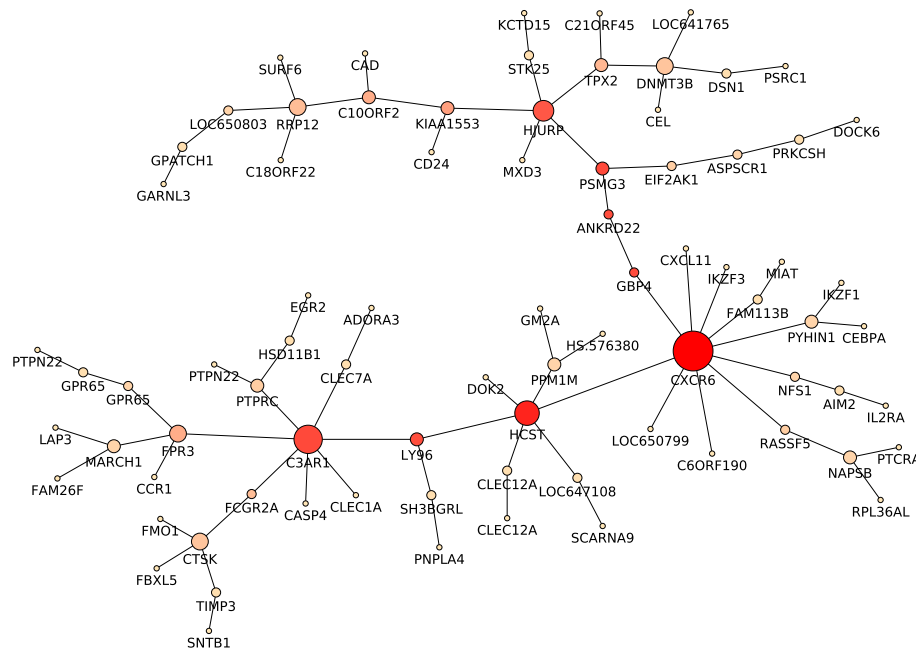 KCTD15
C21ORF45
LOC641765
SURF6
CAD
STK25
TPX2
DNMT3B
DSN1
PSRC1
LOC650803
RRP12
C10ORF2
KIAA1553
HJURP
CEL
DOCK6
GPATCH1
C18ORF22
CD24
MXD3
PSMG3
EIF2AK1
ASPSCR1
PRKCSH
GARNL3
ANKRD22
CXCL11
IKZF3
MIAT
GBP4
FAM113B
IKZF1
EGR2
ADORA3
GM2A
HS.576380
PYHIN1
CEBPA
PTPN22
HSD11B1
GPR65
PTPN22
CLEC7A
PPM1M
CXCR6
GPR65
PTPRC
DOK2
NFS1
AIM2
IL2RA
LAP3
FPR3
C3AR1
LY96
HCST
LOC650799
RASSF5
MARCH1
C6ORF190
PTCRA
FAM26F
CCR1
FCGR2A
CASP4
CLEC1A
SH3BGRL
CLEC12A
LOC647108
NAPSB
RPL36AL
FMO1
CTSK
PNPLA4
CLEC12A
SCARNA9
FBXL5
TIMP3
SNTB1